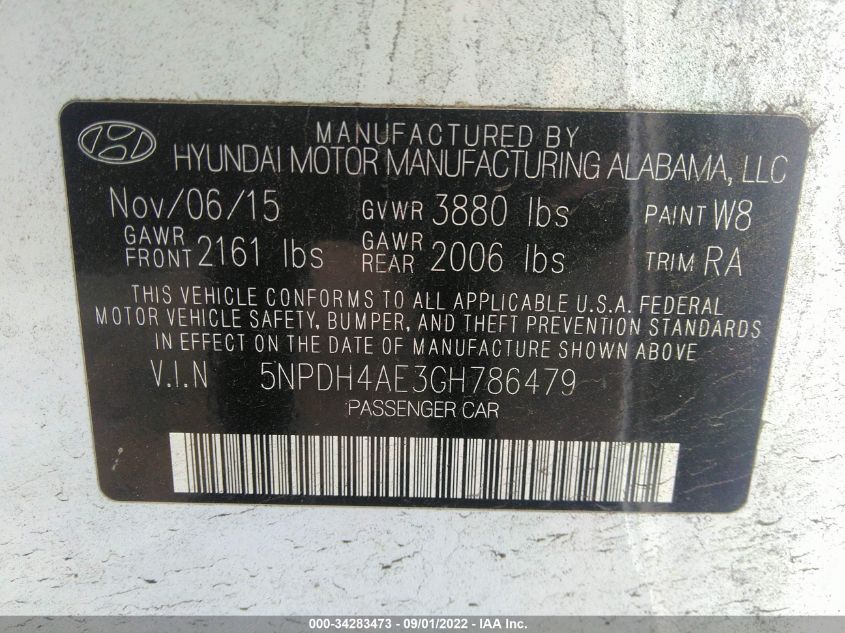 MANUFACTURED BY
HYUNDAI MOTOR MANUFACTURING ALABAMA, LLC
Nov/06/15 GVWR 3880 lbs PAINT W8
GAWR FRONT 2161 lbs GAWR REAR 2006 lbs TRIM RA
THIS VEHICLE CONFORMS TO ALL APPLICABLE U.S.A. FEDERAL
MOTOR VEHICLE SAFETY, BUMPER, AND THEFT PREVENTION STANDARDS
IN EFFECT ON THE DATE OF MANUFACTURE SHOWN ABOVE
V.I.N 5NPDH4AE3GH786479
PASSENGER CAR
000-34283473 - 09/01/2022 - IAA Inc.